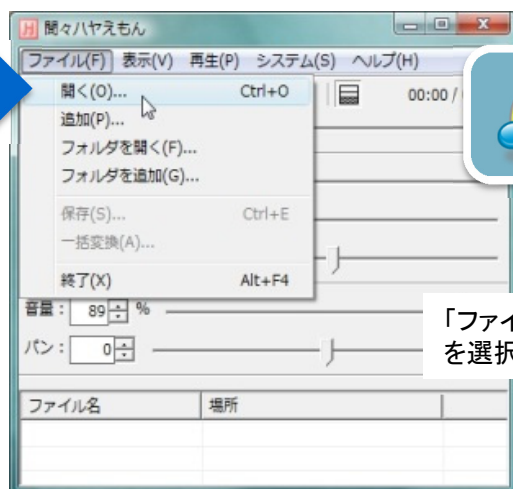 聞々ハヤえもん
ファイル(F) 表示(V) 再生(P) システム(S) ヘルプ(H)
開く(O)... Ctrl+O
00:00 /
追加(P)...
フォルダを開く(F)...
フォルダを追加(G)...
保存(S)... Ctrl+E
一括変換(A)...
終了(X) Alt+F4
音量： 89 %
パン： 0
「ファイ
を選択
ファイル名 場所